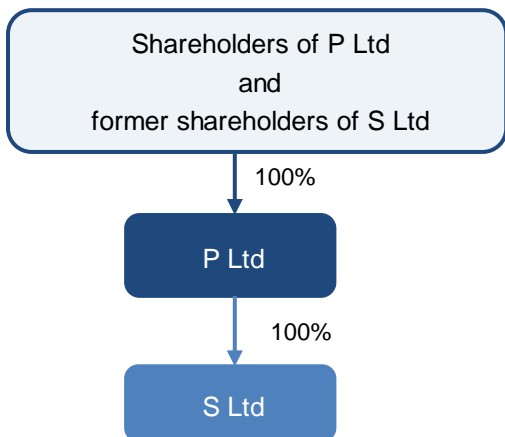 Shareholders of P Ltd
and
former shareholders of S Ltd
100%
P Ltd
100%
S Ltd